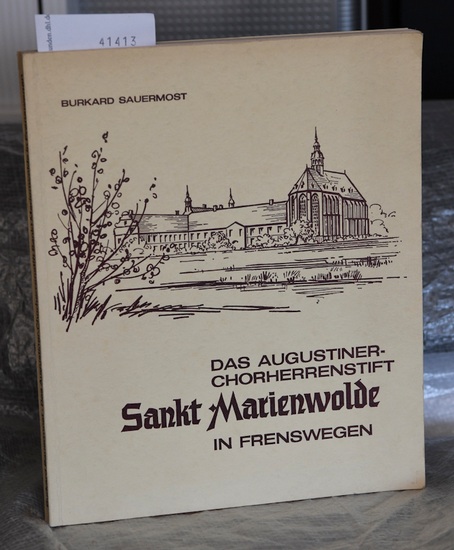 41413
BURKARD SAUERMOST
DAS AUGUSTINER-
CHORHERRENSTIFT
Sankt Marienwolde
IN FRENSWEGEN